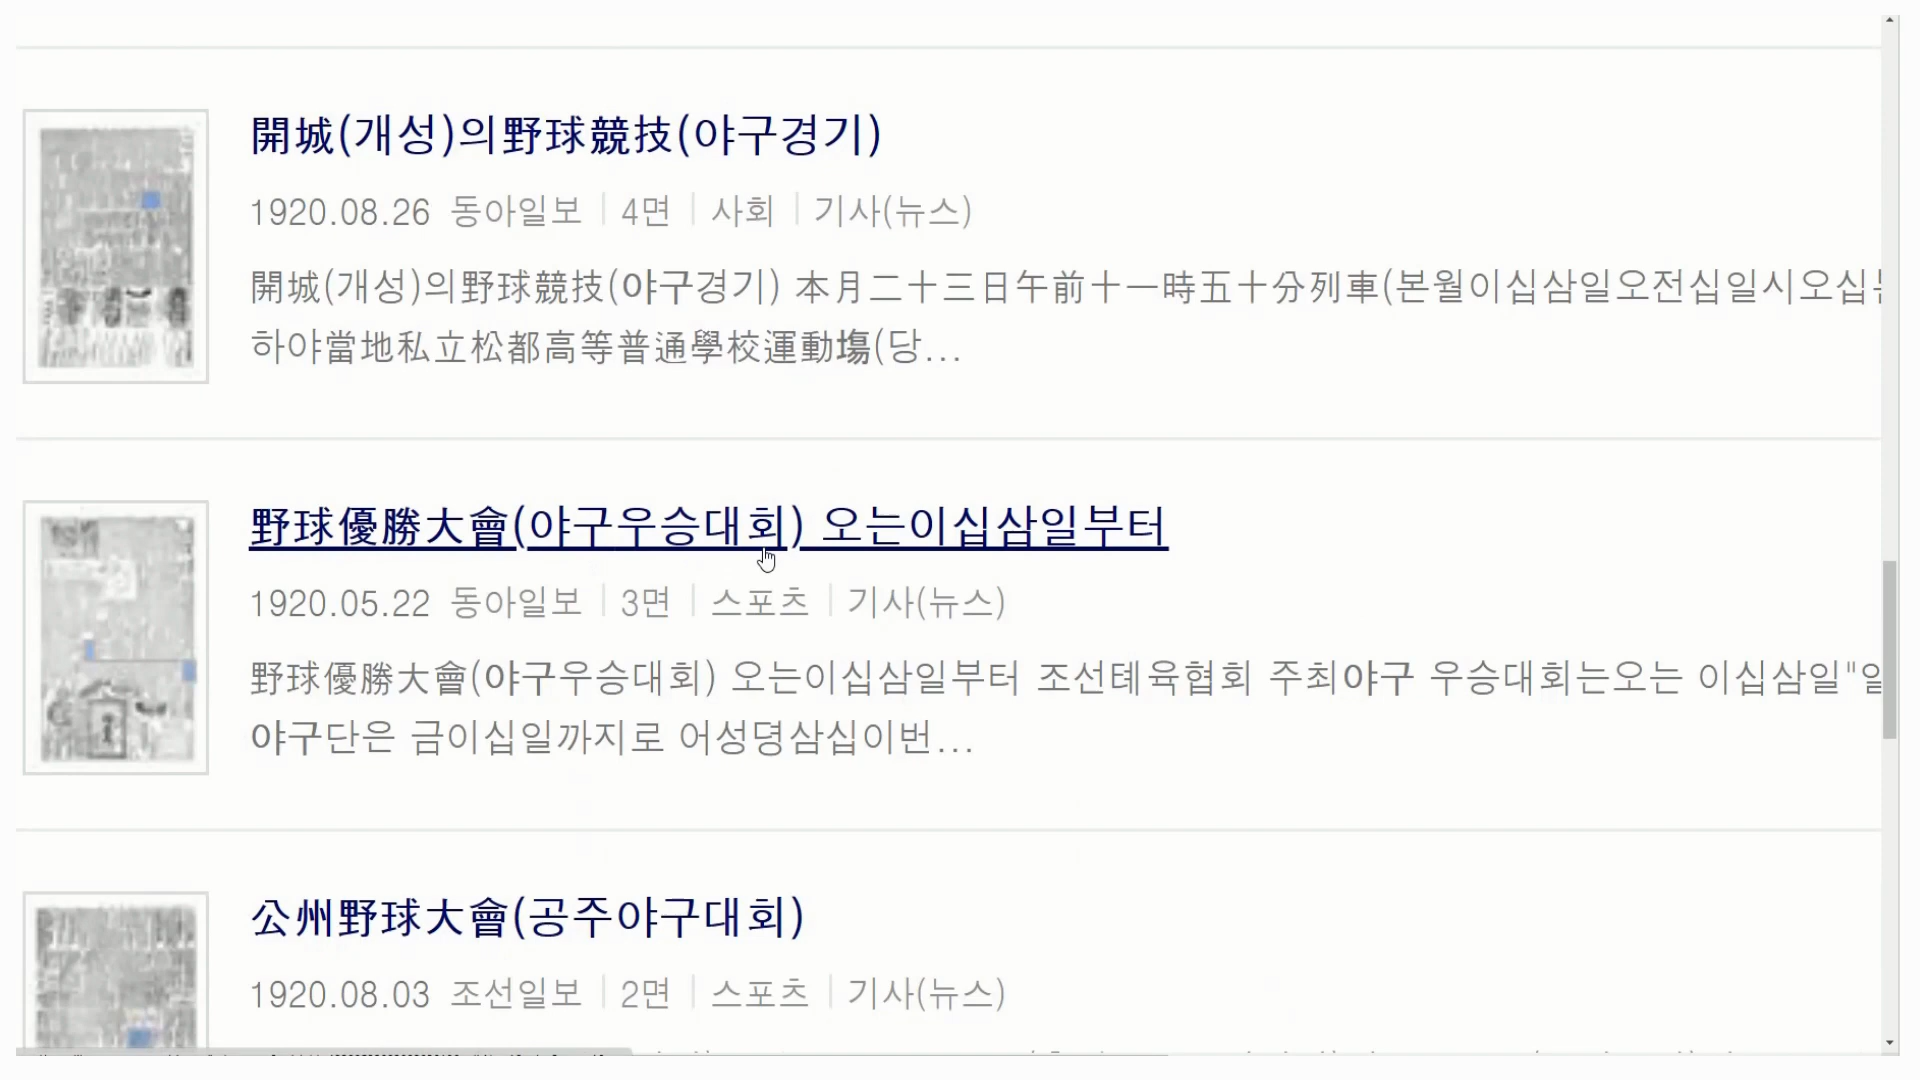 開城(개성)의野球競技(야구경기)
1920.08.26 동아일보 | 4면 | 사회 | 기사(뉴스)
開城(개성)의野球競技(야구경기) 本月二十三日午前十一時五十分列車(본월이십삼일오전십일시오십
하야當地私立松都高等普通學校運動塲(당...
野球優勝大會(야구우승대회) 오는이십삼일부터
1920.05.22 동아일보 | 3면 | 스포츠 | 기사(뉴스)
野球優勝大會(야구우승대회) 오는이십삼일부터 조선톄육협회 주최야구 우승대회는오는 이십삼일"일
야구단은 금이십일까지로 어성뎡삼십이번...
公州野球大會(공주야구대회)
1920.08.03 조선일보 | 2면 | 스포츠 | 기사(뉴스)